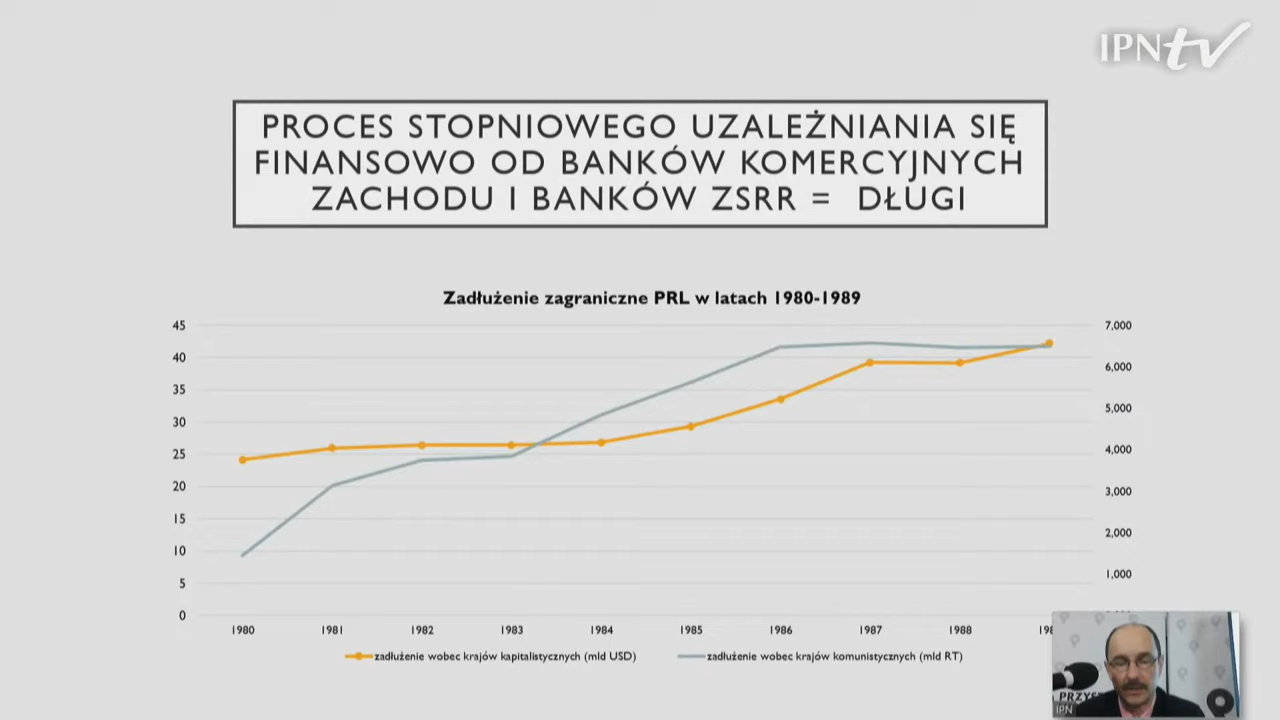 IPNtv
PROCES STOPNIOWEGO UZALEŻNIANIA SIĘ
FINANSOWO OD BANKÓW KOMERCYJNYCH
ZACHODU I BANKÓW ZSRR = DŁUGI
Zadłużenie zagraniczne PRL w latach 1980-1989
45
40
35
30
25
20
15
10
5
0
7,000
6,000
5,000
4,000
3,000
2,000
1,000
1980 1981 1982 1983 1984 1985 1986 1987 1988
zadłużenie wobec krajów kapitalistycznych (mld USD) zadłużenie wobec krajów komunistycznych (mld RT)
IPN